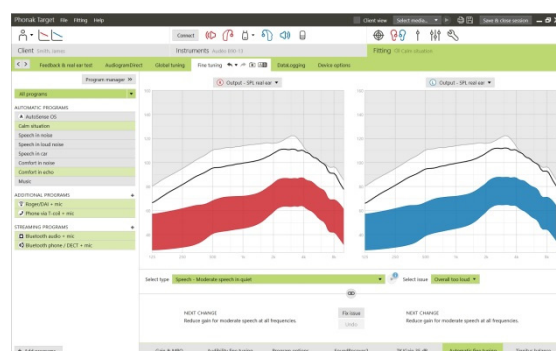 Phonak Target File Fitting Help Client view Select media... Save & close session
Connect
Client Smith, James Instruments Audéo Fitting Calm situation
Feedback & real ear test AudiogramDirect Global tuning Fine tuning DataLogging Device options
Program manager
Output - SPL real ear Output - SPL real ear
All programs
AUTOMATIC PROGRAMS
AutoSense OS
Calm situation
Speech in noise
Speech in loud noise
Speech in car
Comfort in noise
Comfort in echo
Music
ADDITIONAL PROGRAMS +
Roger/DAI + mic
Phone via T-coil + mic
STREAMING PROGRAMS +
Bluetooth audio + mic
Bluetooth phone / DECT + mic
Select type Speech - Moderate speech in quiet Select issue Overall too loud
NEXT CHANGE Fix issue NEXT CHANGE
Reduce gain for moderate speech at all frequencies. Reduce gain for moderate speech at all frequencies.
Undo